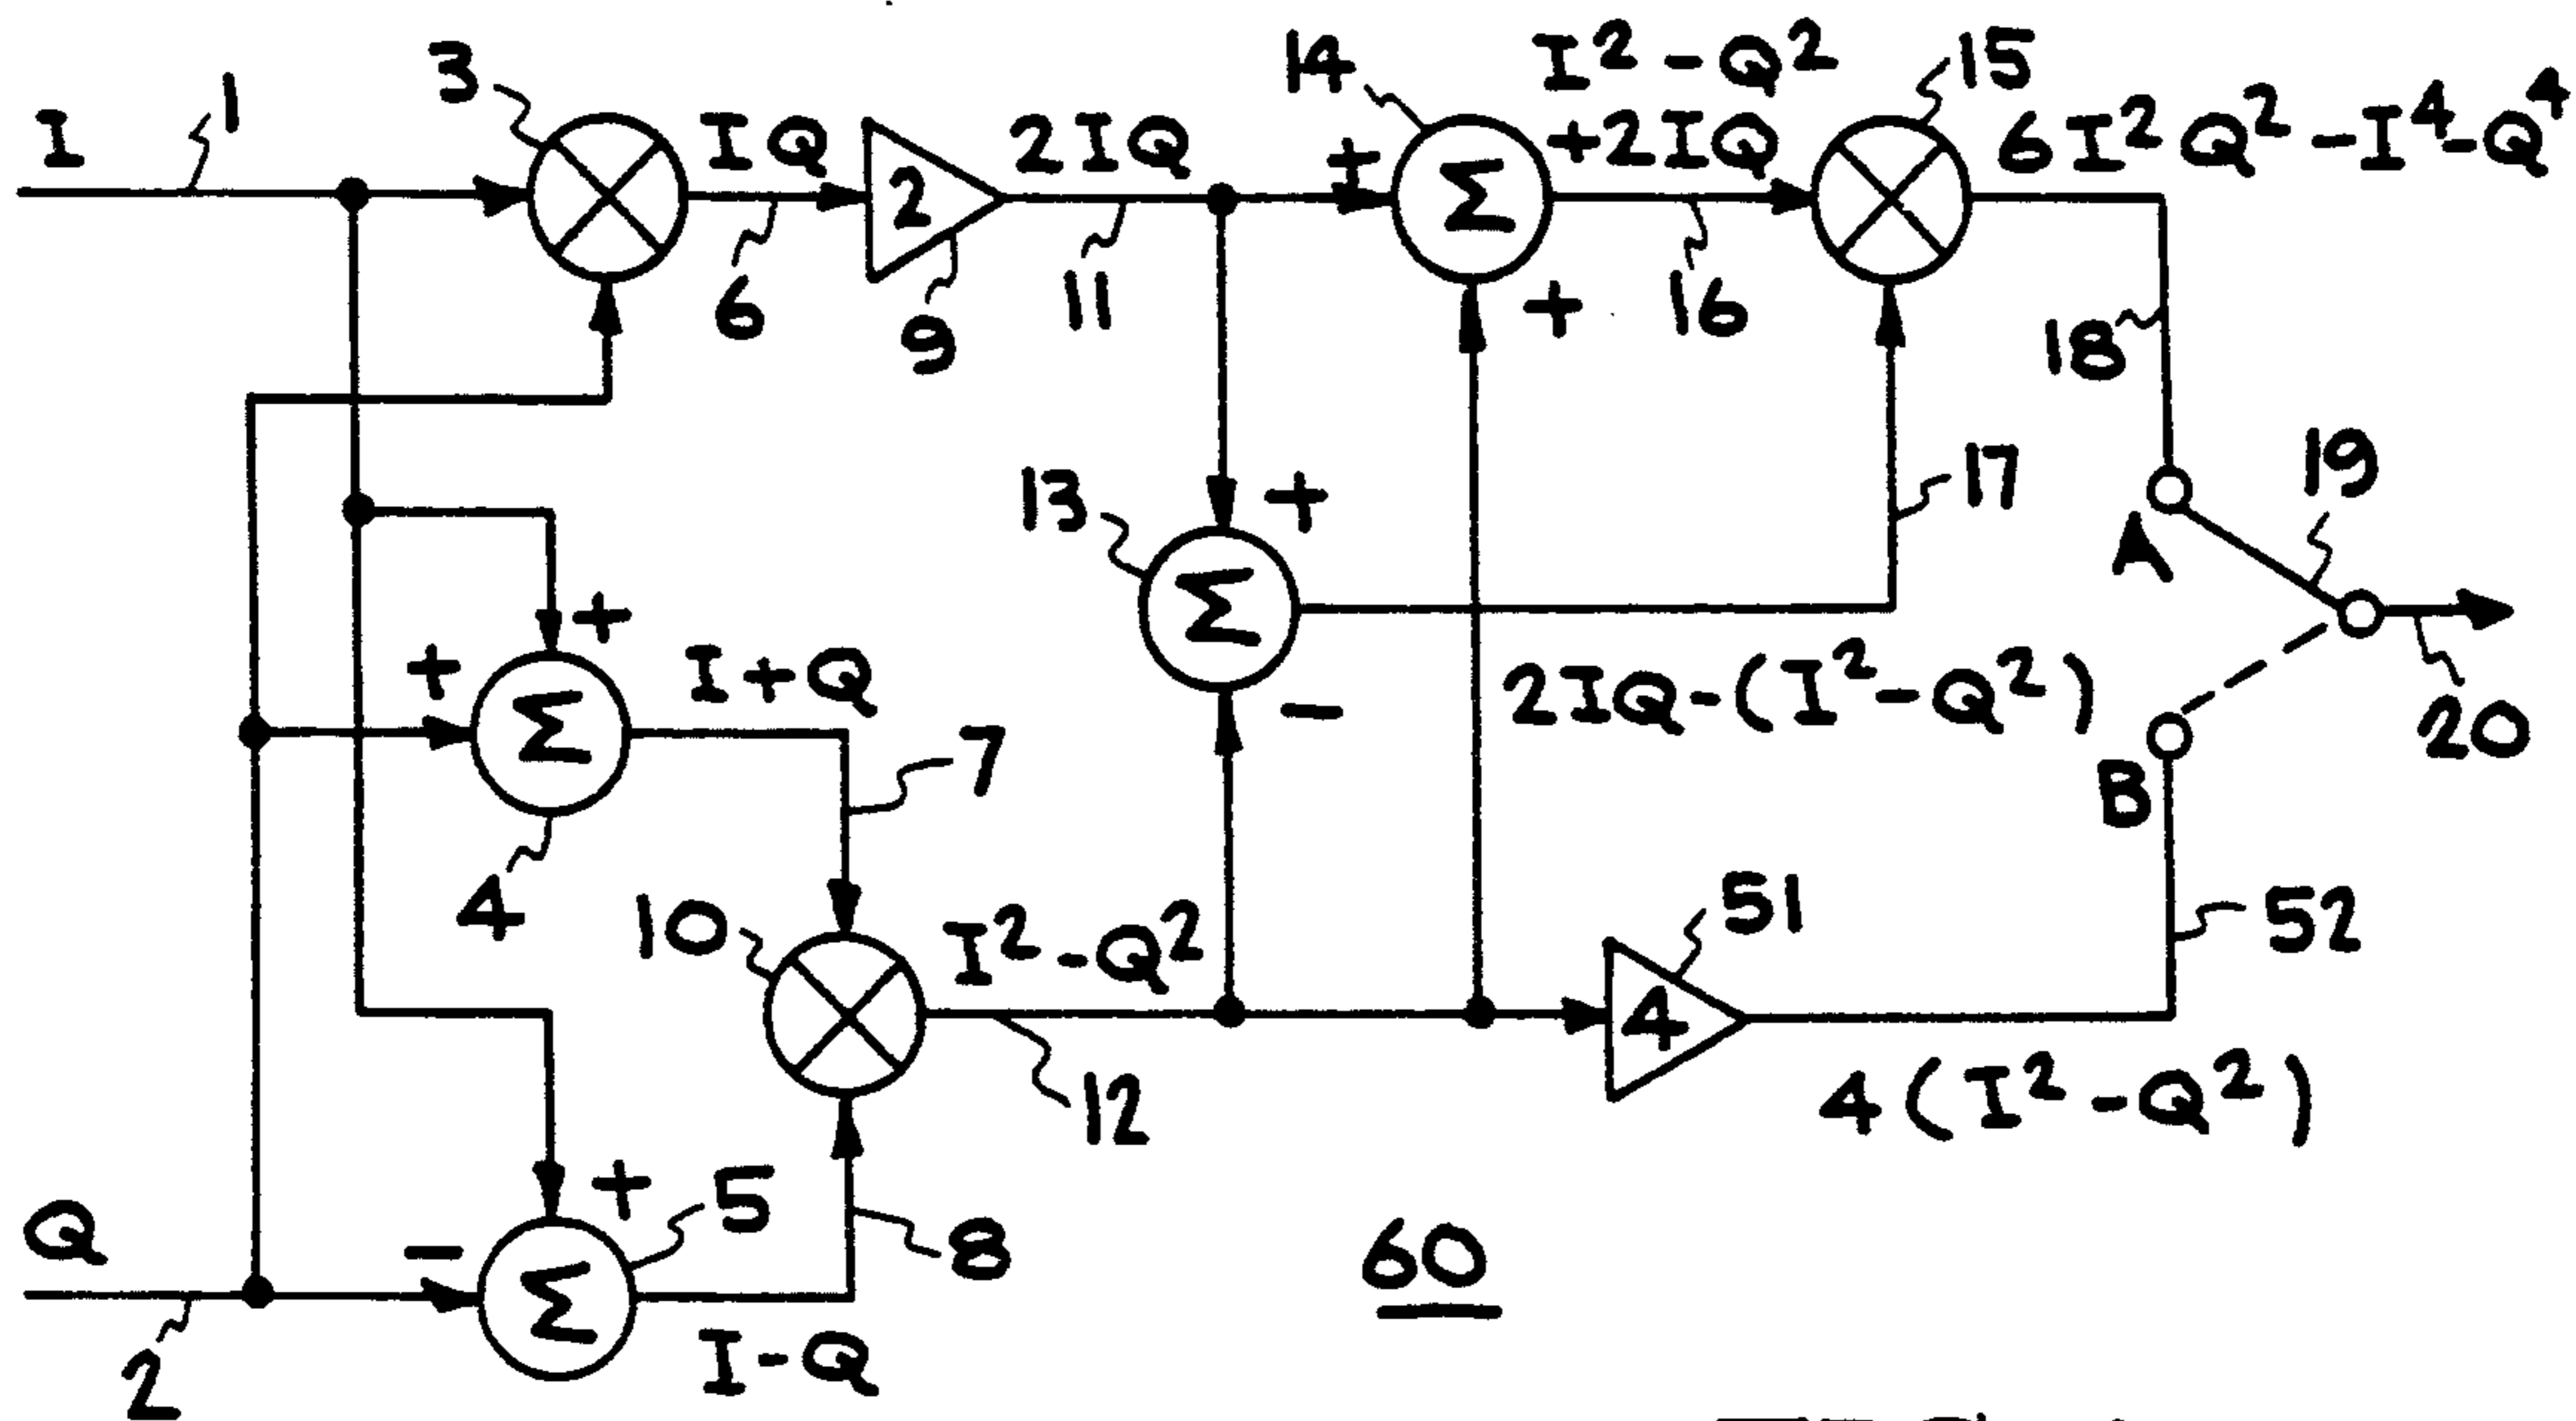 I
1
3
IQ
6
2
9
2IQ
11
+
14
Σ
+
I² - Q²
+2IQ
16
15
6I²Q² - I⁴ - Q⁴
18
13
+
Σ
-
17
2IQ - (I² - Q²)
A
19
20
B
+
+
Σ
4
I+Q
7
10
I² - Q²
12
4
51
52
4(I² - Q²)
Q
2
-
+
Σ
5
I-Q
8
60